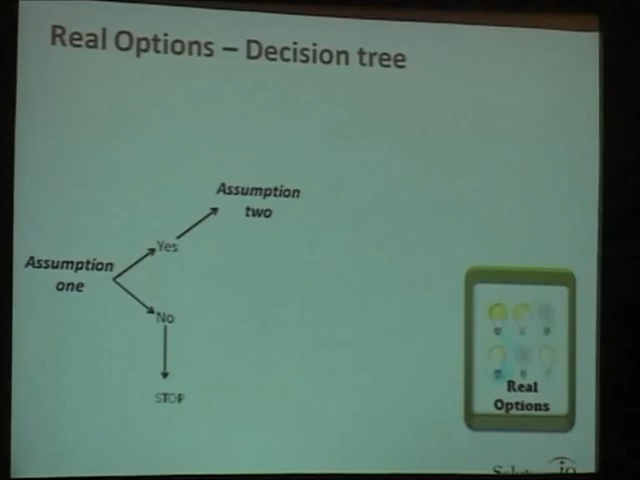 Real Options – Decision tree
Assumption
two
Yes
Assumption
one
No
STOP
Real
Options